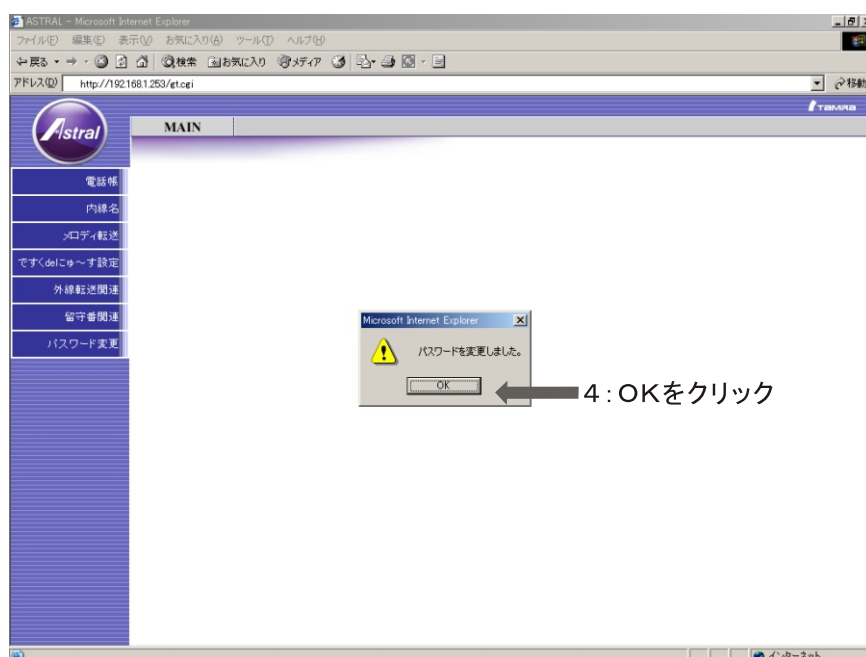 ASTRAL - Microsoft Internet Explorer
ファイル(F) 編集(E) 表示(V) お気に入り(A) ツール(T) ヘルプ(H)
戻る 検索 お気に入り メディア
アドレス(D) http://192.168.1.253/et.cgi 移動
TAMRA
Astral MAIN
電話帳
内線名
メロディ転送
ですくdelにゅ～す設定
外線転送関連
留守番関連
パスワード変更
Microsoft Internet Explorer
パスワードを変更しました。
OK
4:OKをクリック
インターネット